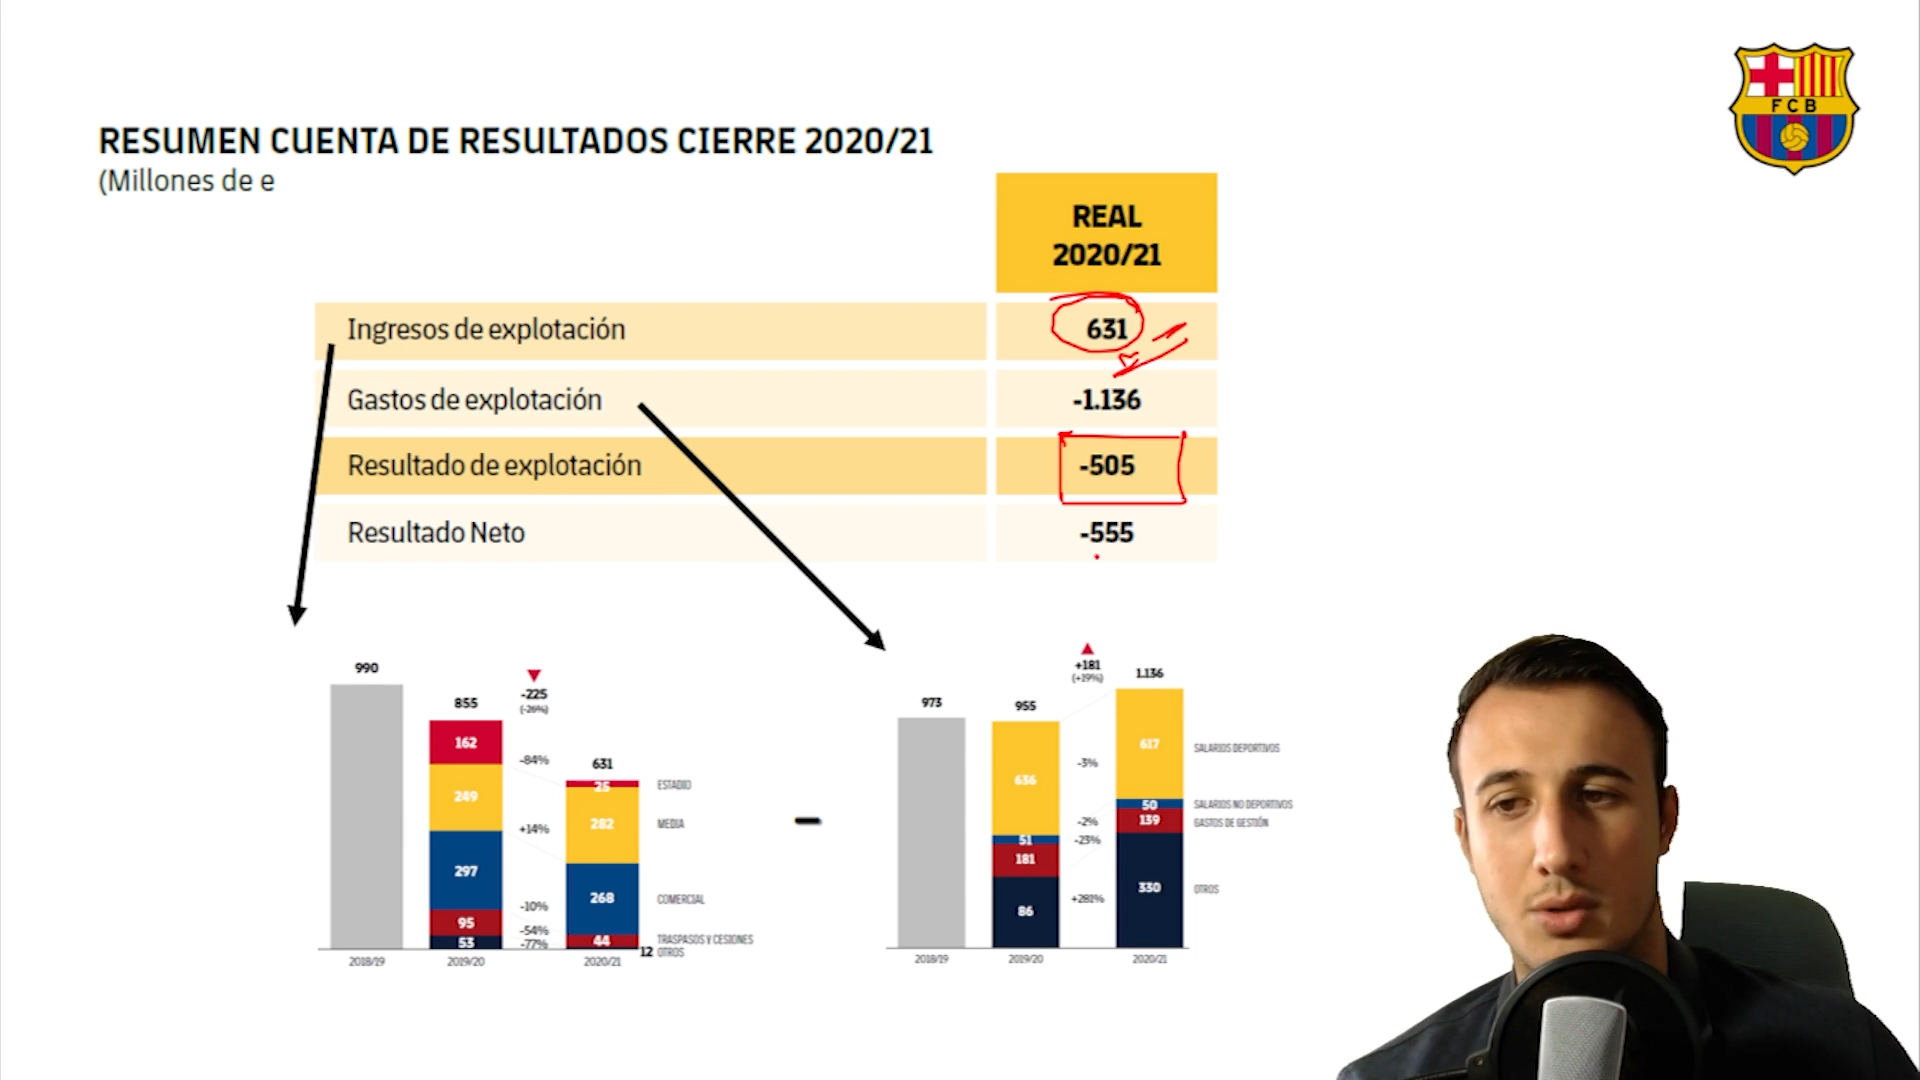 FCB
RESUMEN CUENTA DE RESULTADOS CIERRE 2020/21
(Millones de e
REAL
2020/21
Ingresos de explotación 631
Gastos de explotación -1.136
Resultado de explotación -505
Resultado Neto -555
990
855
-225
(-26%)
162
-84%
631
25
ESTADIO
249
+14%
282
MEDIA
297
-10%
268
COMERCIAL
95
-54%
44
TRASPASOS Y CESIONES
53
-77%
12 OTROS
2018/19 2019/20 2020/21
-
+181
(+19%)
973
955
1.136
636
-3%
617
SALARIOS DEPORTIVOS
51
-2%
50
SALARIOS NO DEPORTIVOS
181
-23%
139
GASTOS DE GESTIÓN
86
+281%
330
OTROS
2018/19 2019/20 2020/21